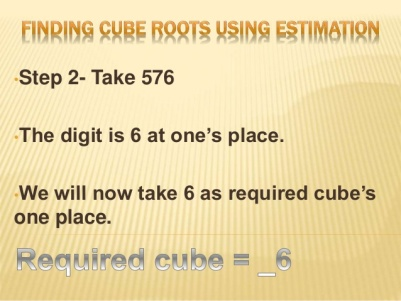 FINDING CUBE ROOTS USING ESTIMATION
•Step 2- Take 576
•The digit is 6 at one’s place.
•We will now take 6 as required cube’s
one place.
Required cube = _6